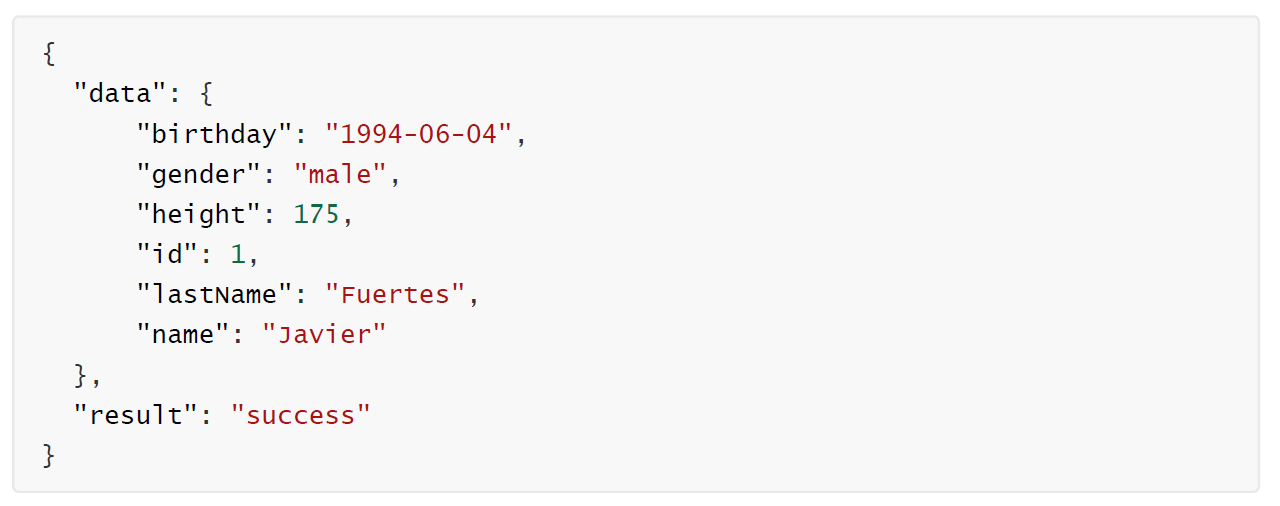 {
  "data": {
      "birthday": "1994-06-04",
      "gender": "male",
      "height": 175,
      "id": 1,
      "lastName": "Fuertes",
      "name": "Javier"
  },
  "result": "success"
}